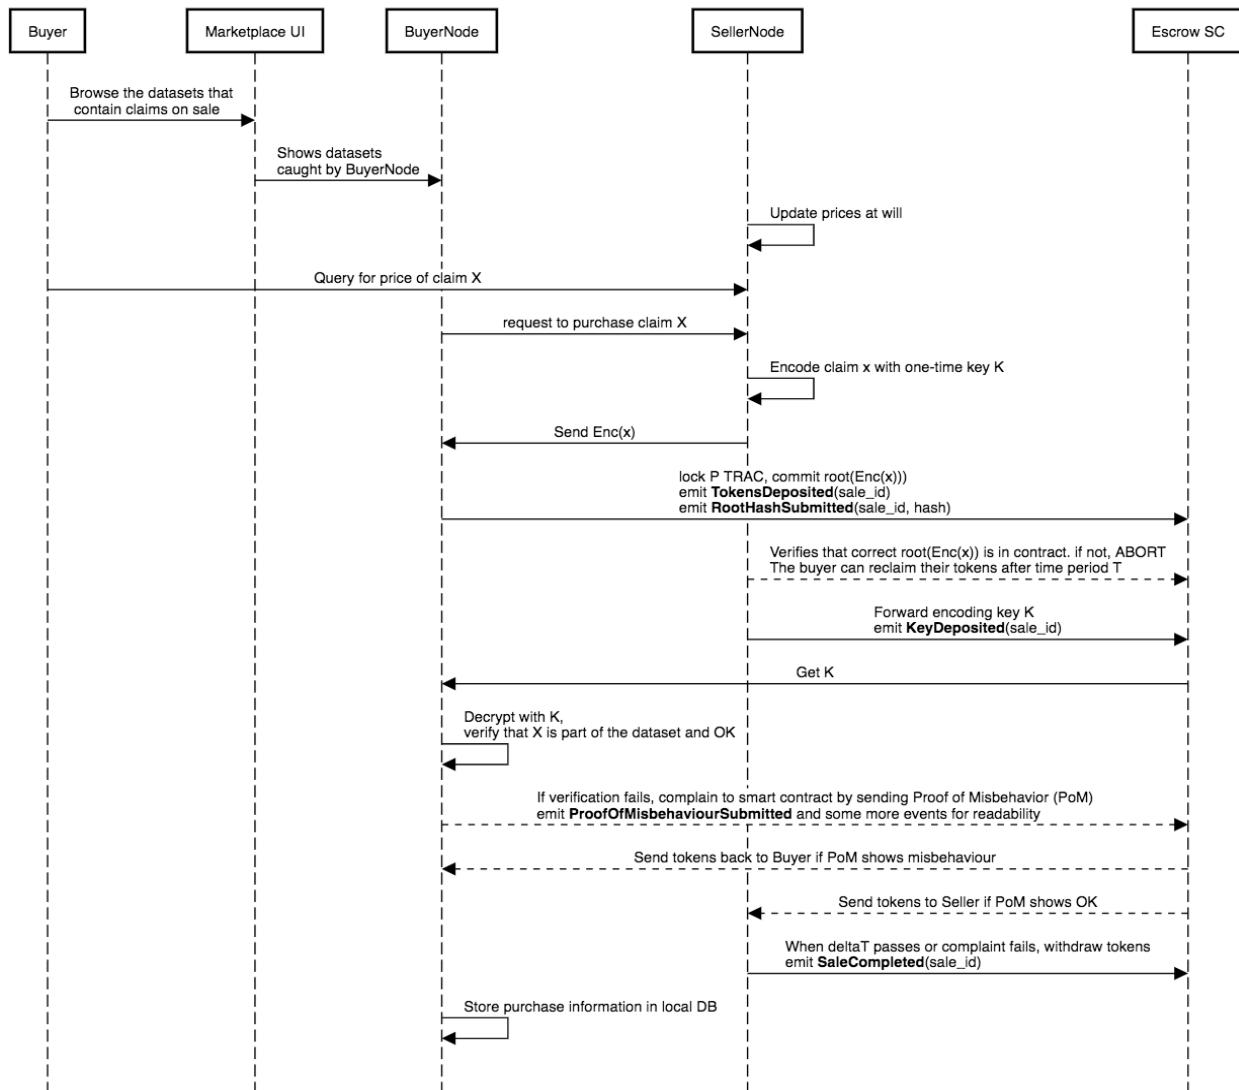 Buyer
Marketplace UI
BuyerNode
SellerNode
Escrow SC
Browse the datasets that
contain claims on sale
Shows datasets
caught by BuyerNode
Update prices at will
Query for price of claim X
request to purchase claim X
Encode claim x with one-time key K
Send Enc(x)
lock P TRAC, commit root(Enc(x)))
emit TokensDeposited(sale_id)
emit RootHashSubmitted(sale_id, hash)
Verifies that correct root(Enc(x)) is in contract. if not, ABORT
The buyer can reclaim their tokens after time period T
Forward encoding key K
emit KeyDeposited(sale_id)
Get K
Decrypt with K,
verify that X is part of the dataset and OK
If verification fails, complain to smart contract by sending Proof of Misbehavior (PoM)
emit ProofOfMisbehaviourSubmitted and some more events for readability
Send tokens back to Buyer if PoM shows misbehaviour
Send tokens to Seller if PoM shows OK
When deltaT passes or complaint fails, withdraw tokens
emit SaleCompleted(sale_id)
Store purchase information in local DB